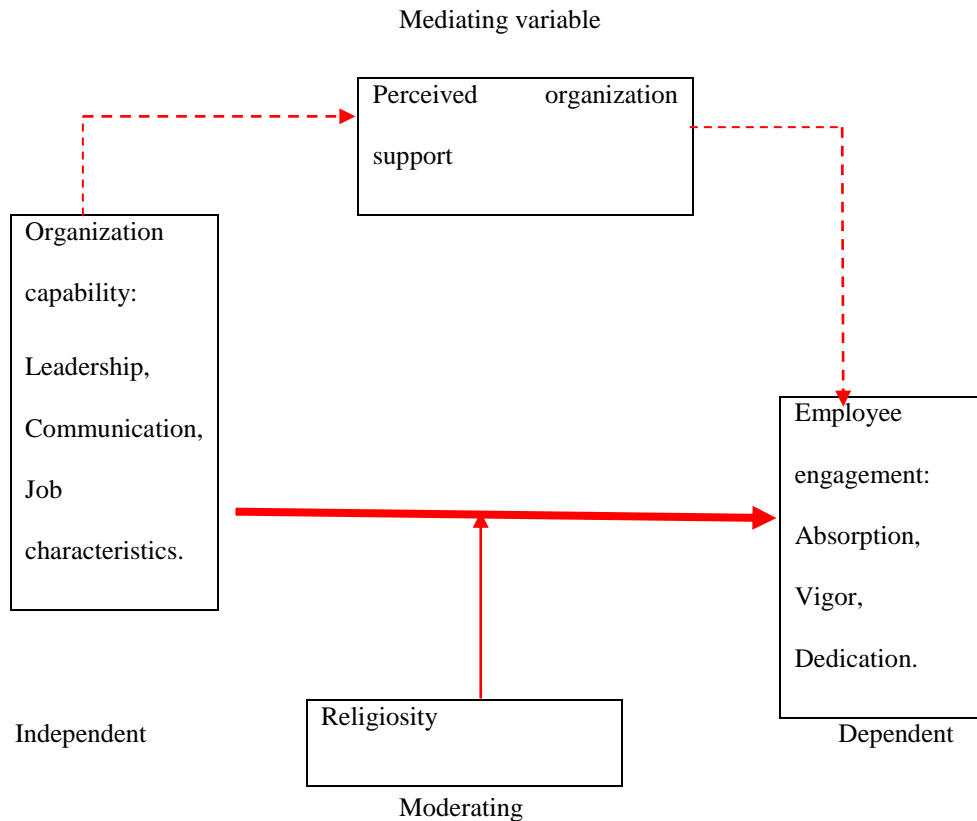 Mediating variable
Perceived organization
support
Organization
capability:
Leadership,
Communication,
Job
characteristics.
Employee
engagement:
Absorption,
Vigor,
Dedication.
Religiosity
Independent
Dependent
Moderating